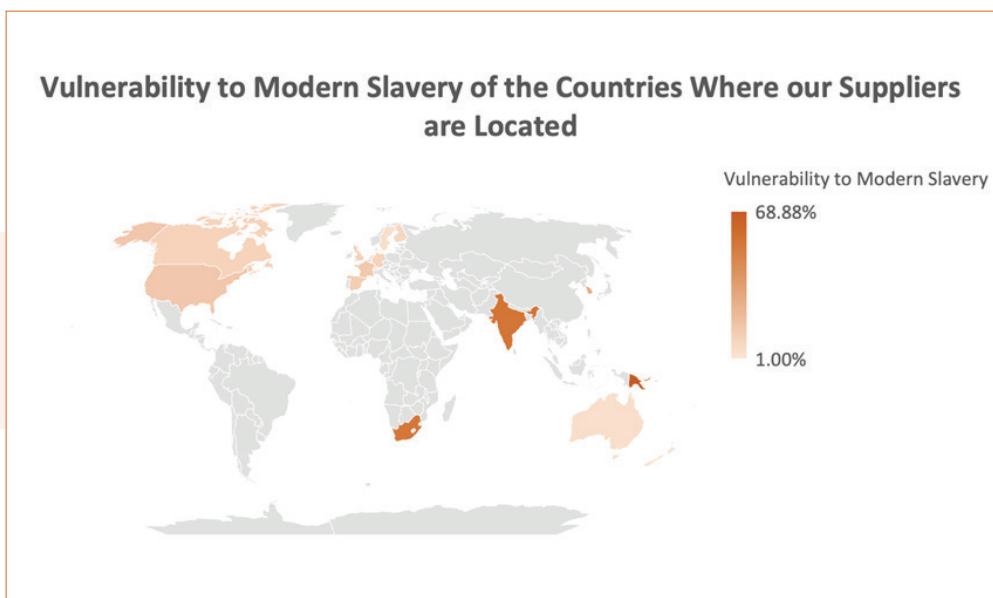 Vulnerability to Modern Slavery of the Countries Where our Suppliers
are Located
Vulnerability to Modern Slavery
68.88%
1.00%